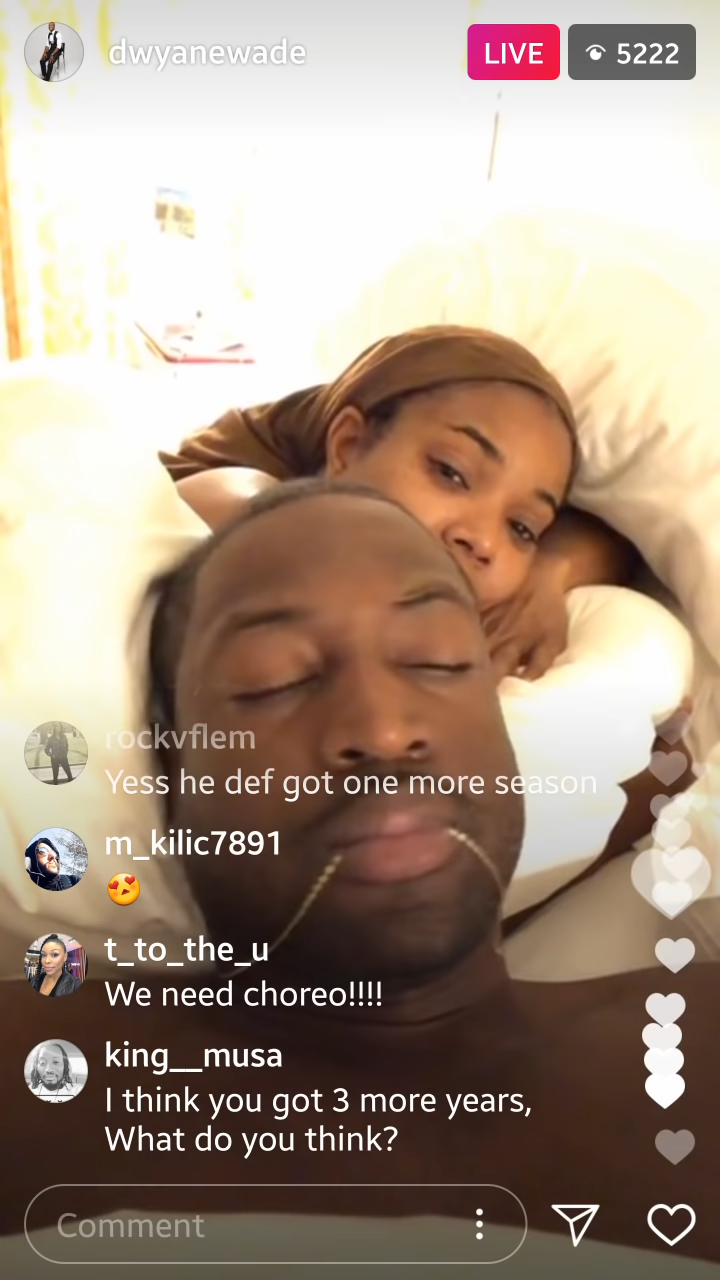 dwyanewade
LIVE
5222
rockvflem
Yess he def got one more season
m_kilic7891
😍
t_to_the_u
We need choreo!!!!
king__musa
I think you got 3 more years,
What do you think?
Comment